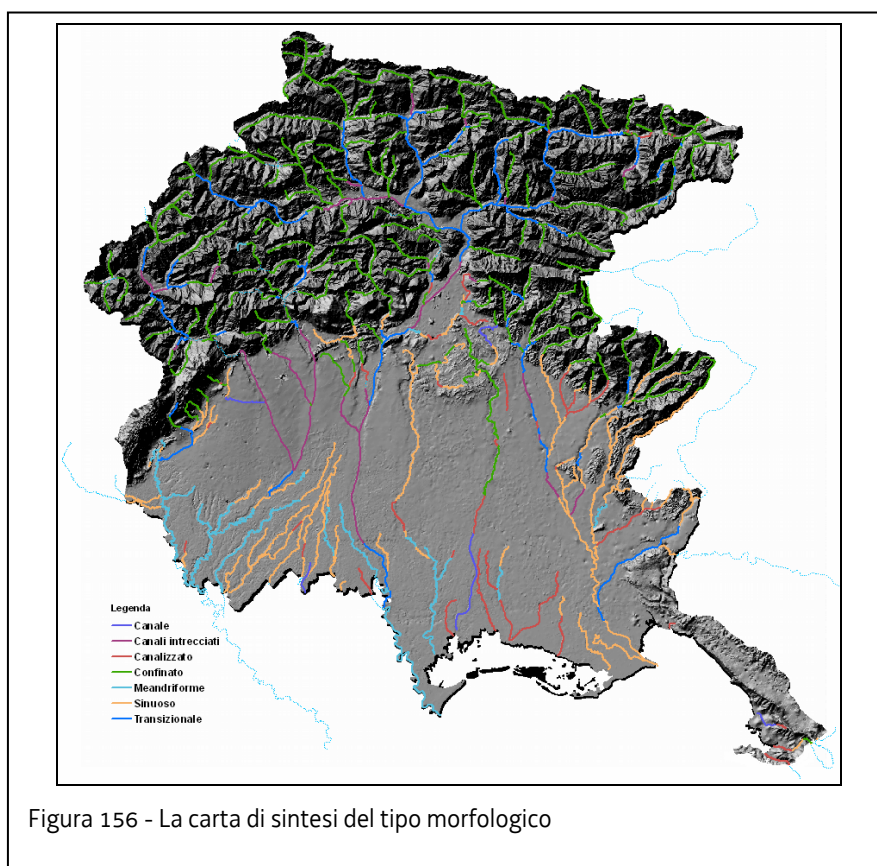 Legenda
Canale
Canali intrecciati
Canalizzato
Confinato
Meandriforme
Sinuoso
Transizionale
Figura 156 - La carta di sintesi del tipo morfologico